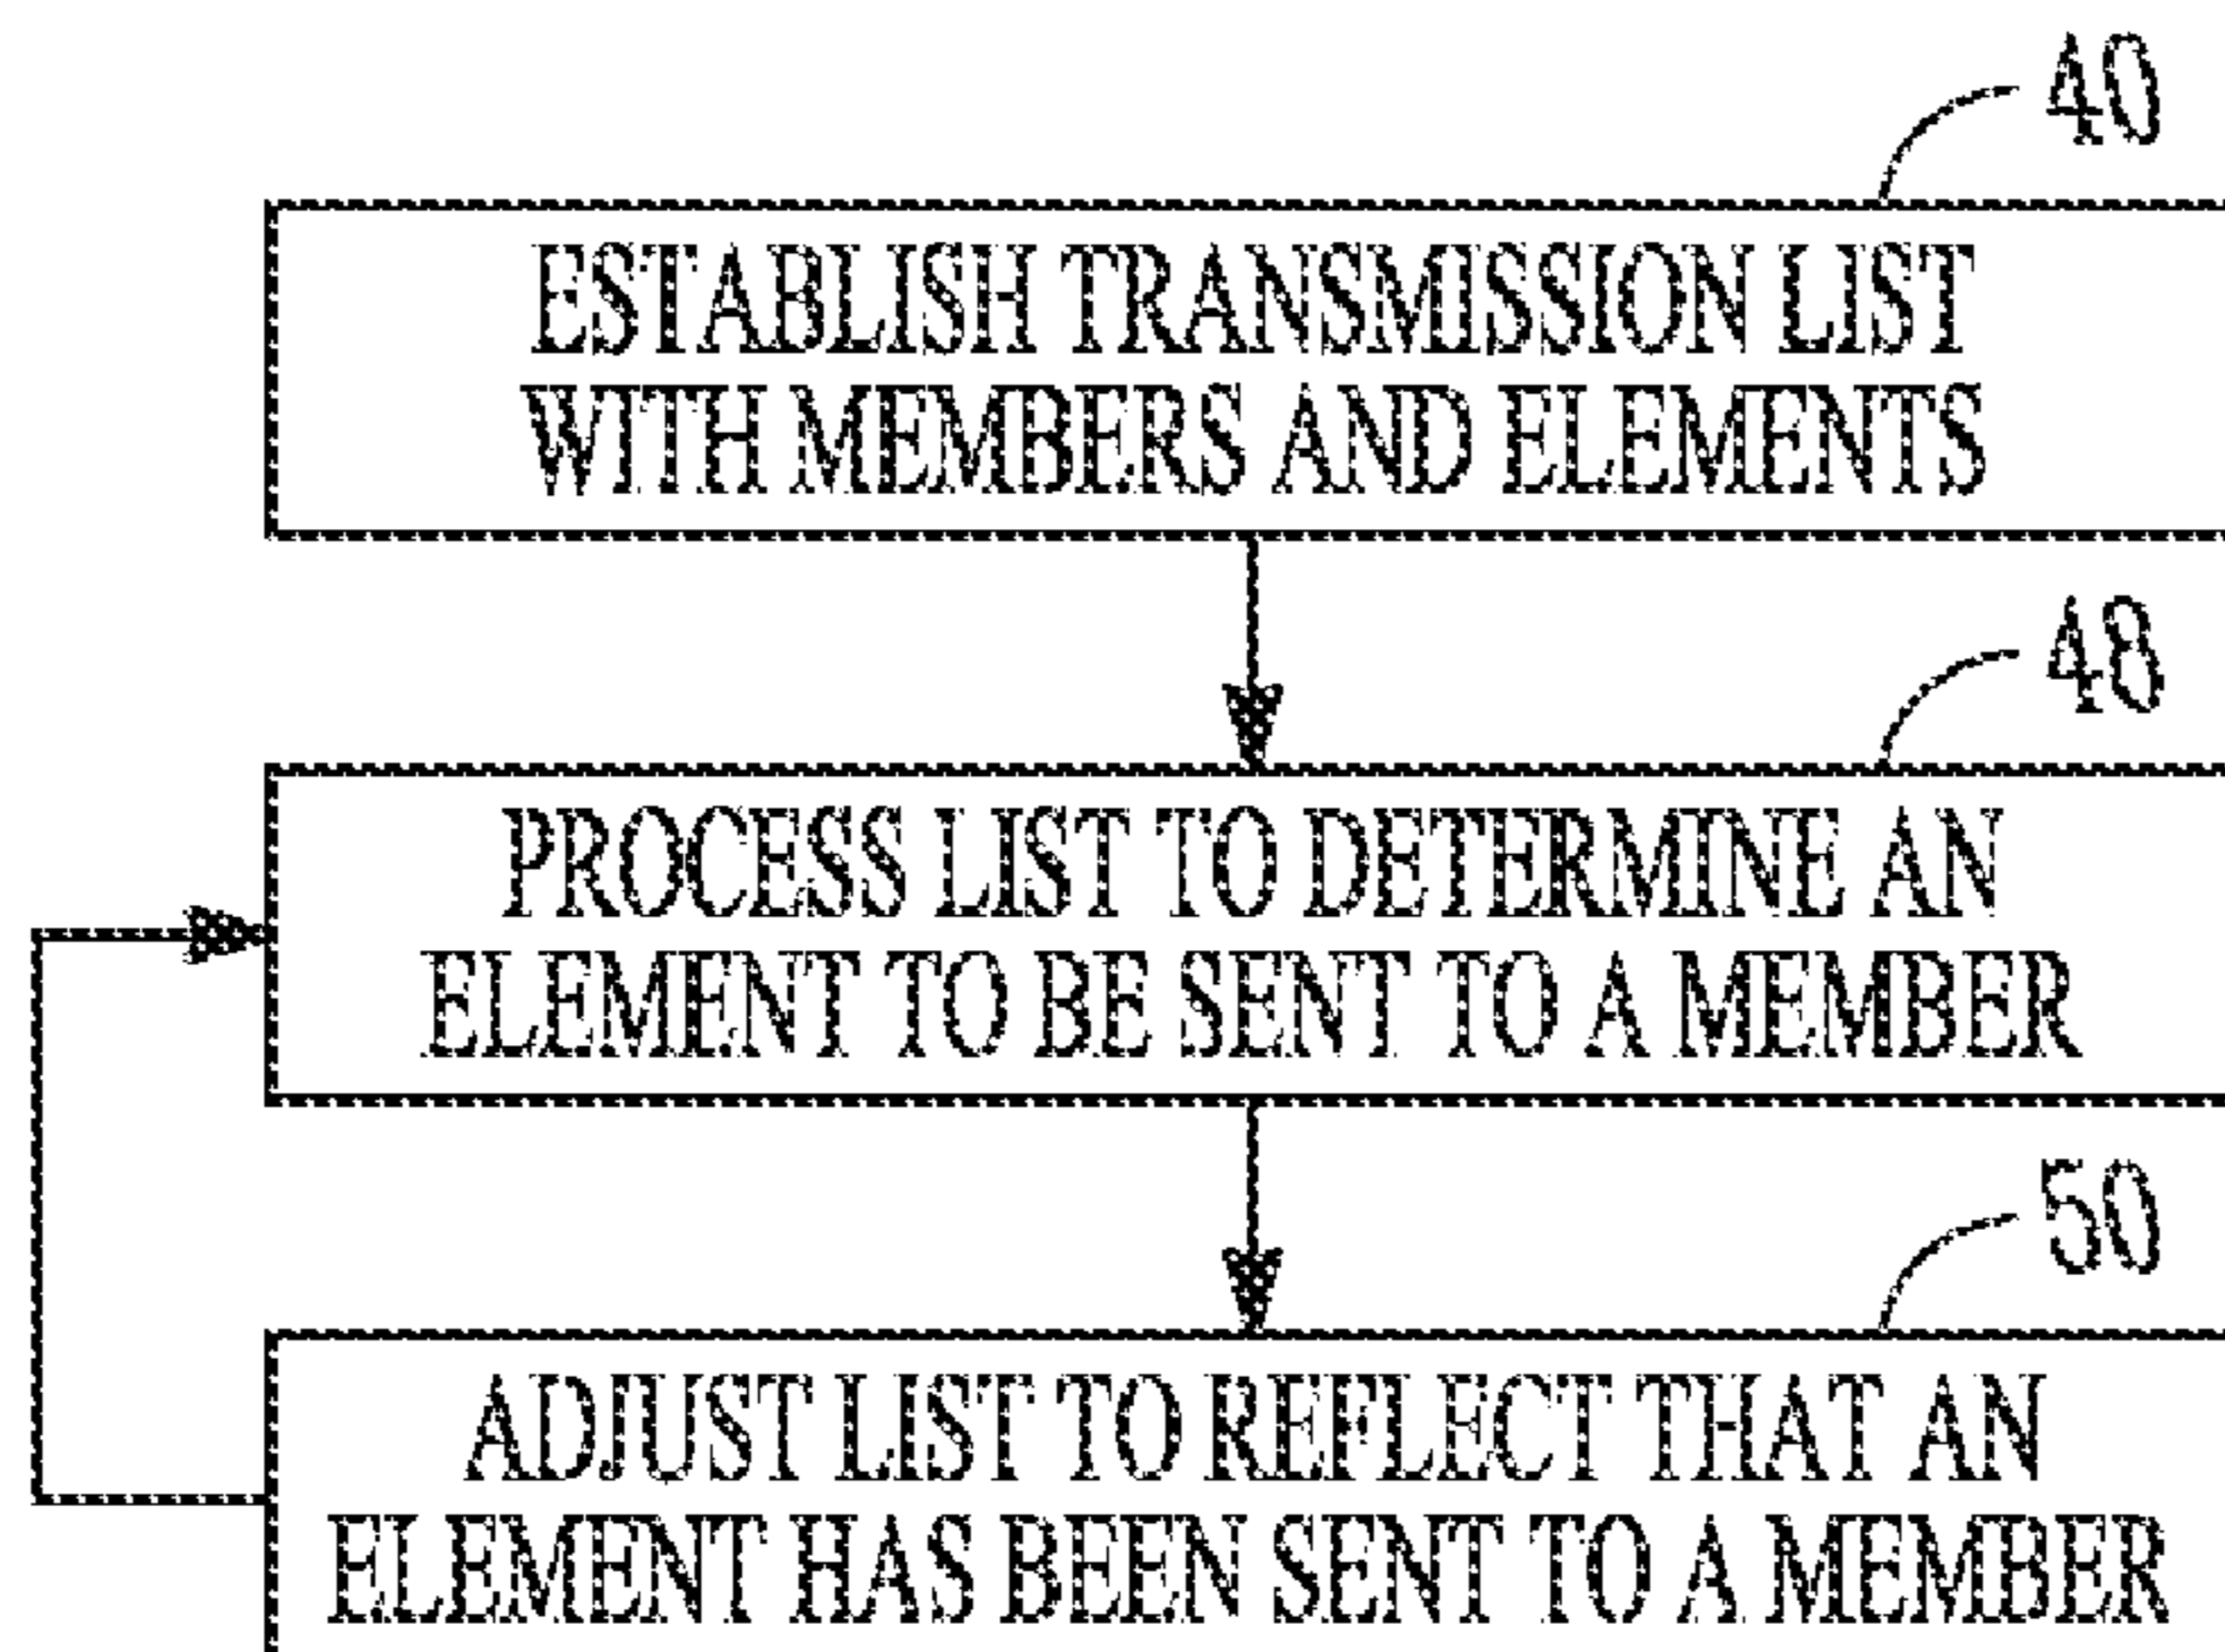 40
ESTABLISH TRANSMISSION LIST
WITH MEMBERS AND ELEMENTS
48
PROCESS LIST TO DETERMINE AN
ELEMENT TO BE SENT TO A MEMBER
50
ADJUST LIST TO REFLECT THAT AN
ELEMENT HAS BEEN SENT TO A MEMBER